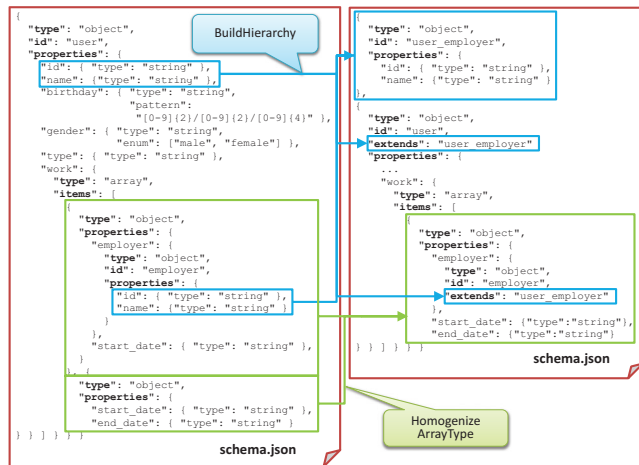 {
"type": "object",
"id": "user",
"properties": {
"id": { "type": "string" },
"name": {"type": "string" },
"birthday": { "type": "string",
"pattern":
"[0-9]{2}/[0-9]{2}/[0-9]{4}" },
"gender": { "type": "string",
"enum": ["male", "female"] },
"type": { "type": "string" },
"work": {
"type": "array",
"items": [
{
"type": "object",
"properties": {
"employer": {
"type": "object",
"id": "employer",
"properties": {
"id": { "type": "string" },
"name": {"type": "string" }
}
},
"start_date": { "type": "string" },
}
}, {
"type": "object",
"properties": {
"start_date": { "type": "string" },
"end_date": { "type": "string" }
} } ] } } }
schema.json
BuildHierarchy
{
"type": "object",
"id": "user_employer",
"properties": {
"id": { "type": "string" },
"name": {"type": "string" }
},
{
"type": "object",
"id": "user",
"extends": "user_employer"
"properties": {
...
"work": {
"type": "array",
"items": [
{
"type": "object",
"properties": {
"employer": {
"type": "object",
"id": "employer",
"extends": "user_employer"
},
"start_date": {"type":"string"},
"end_date": {"type":"string"}
} } ] } } }
schema.json
Homogenize
ArrayType